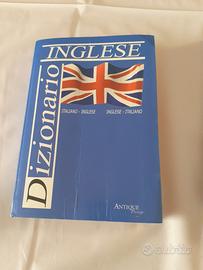 Dizionario
INGLESE
ITALIANO - INGLESE
INGLESE - ITALIANO
ANTIQUE